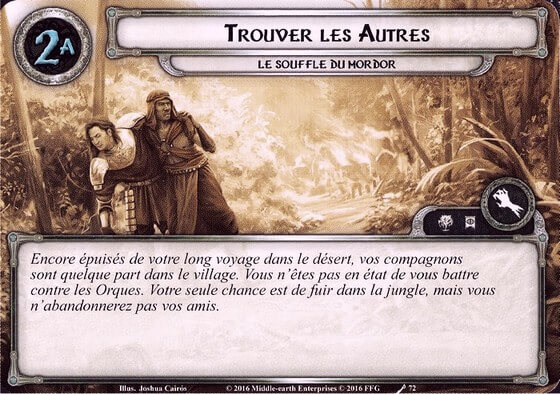 2A
Trouver les Autres
Le Souffle du Mordor
Encore épuisés de votre long voyage dans le désert, vos compagnons
sont quelque part dans le village. Vous n'êtes pas en état de vous battre
contre les Orques. Votre seule chance est de fuir dans la jungle, mais vous
n'abandonnerez pas vos amis.
Illus. Joshua Cairós © 2016 Middle-earth Enterprises © 2016 FFG 72